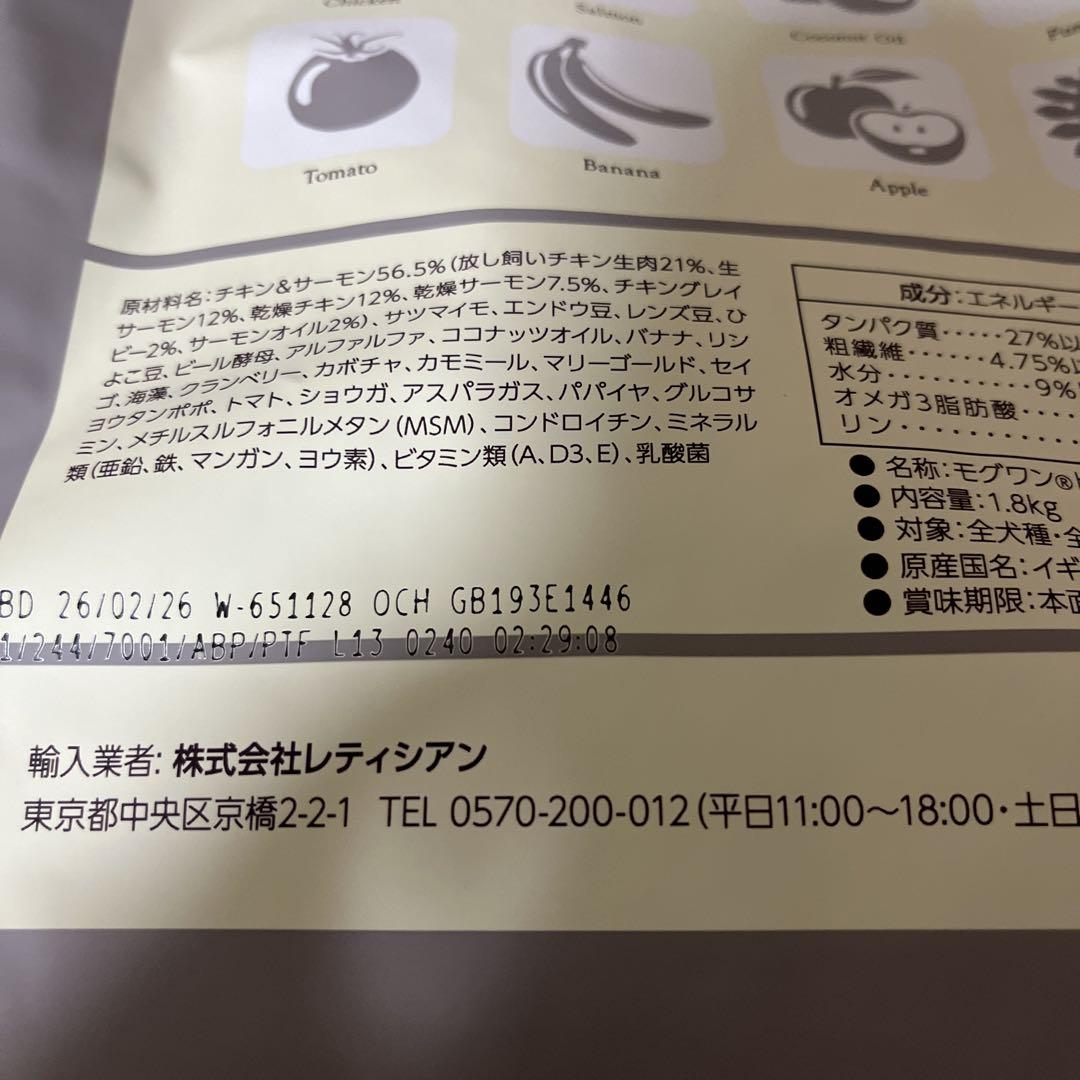 Chicken
Salmon
Coconut Oil
Tomato
Banana
Apple
原材料名:チキン&サーモン56.5%(放し飼いチキン生肉21%、生
サーモン12%、乾燥チキン12%、乾燥サーモン7.5%、チキングレイ
ビー2%、サーモンオイル2%)、サツマイモ、エンドウ豆、レンズ豆、ひ
よこ豆、ビール酵母、アルファルファ、ココナッツオイル、バナナ、リン
ゴ、海藻、クランベリー、カボチャ、カモミール、マリーゴールド、セイ
ヨウタンポポ、トマト、ショウガ、アスパラガス、パパイヤ、グルコサ
ミン、メチルスルフォニルメタン(MSM)、コンドロイチン、ミネラル
類(亜鉛、鉄、マンガン、ヨウ素)、ビタミン類(A、D3、E)、乳酸菌
成分:エネルギー
タンパク質・・・・・27%以
粗繊維・・・・・・4.75%以
水分・・・・・・・・・・9%
オメガ3脂肪酸・・・・
リン・・・・・・・・・・・
● 名称:モグワン®
● 内容量:1.8kg
● 対象:全犬種・全
● 原産国名:イギ
● 賞味期限:本面
BD 26/02/26 W-651128 OCH GB193E1446
1/244/7001/ABP/PTF L13 0240 02:29:08
輸入業者: 株式会社レティシアン
東京都中央区京橋2-2-1 TEL 0570-200-012(平日11:00〜18:00・土日